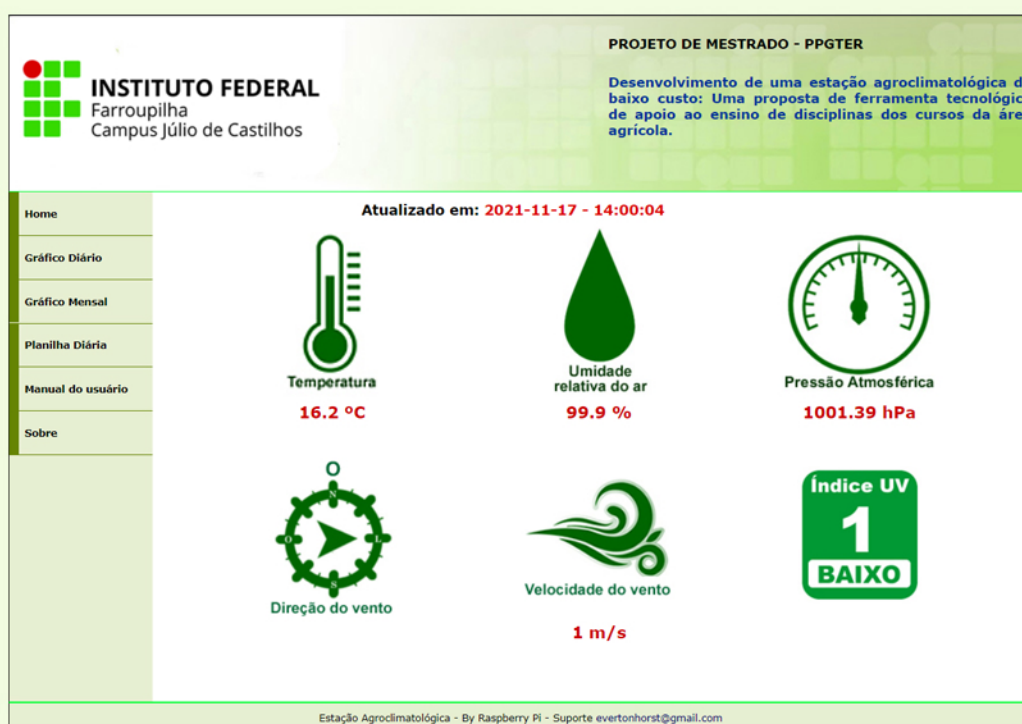 INSTITUTO FEDERAL
Farroupilha
Campus Júlio de Castilhos
PROJETO DE MESTRADO - PPGTER
Desenvolvimento de uma estação agroclimatológica d
baixo custo: Uma proposta de ferramenta tecnológic
de apoio ao ensino de disciplinas dos cursos da áre
agrícola.
Home
Gráfico Diário
Gráfico Mensal
Planilha Diária
Manual do usuário
Sobre
Atualizado em: 2021-11-17 - 14:00:04
Temperatura
16.2 ºC
Umidade
relativa do ar
99.9 %
Pressão Atmosférica
1001.39 hPa
O
N
O
L
S
Direção do vento
Velocidade do vento
1 m/s
Índice UV
1
BAIXO
Estação Agroclimatológica - By Raspberry Pi - Suporte evertonhorst@gmail.com